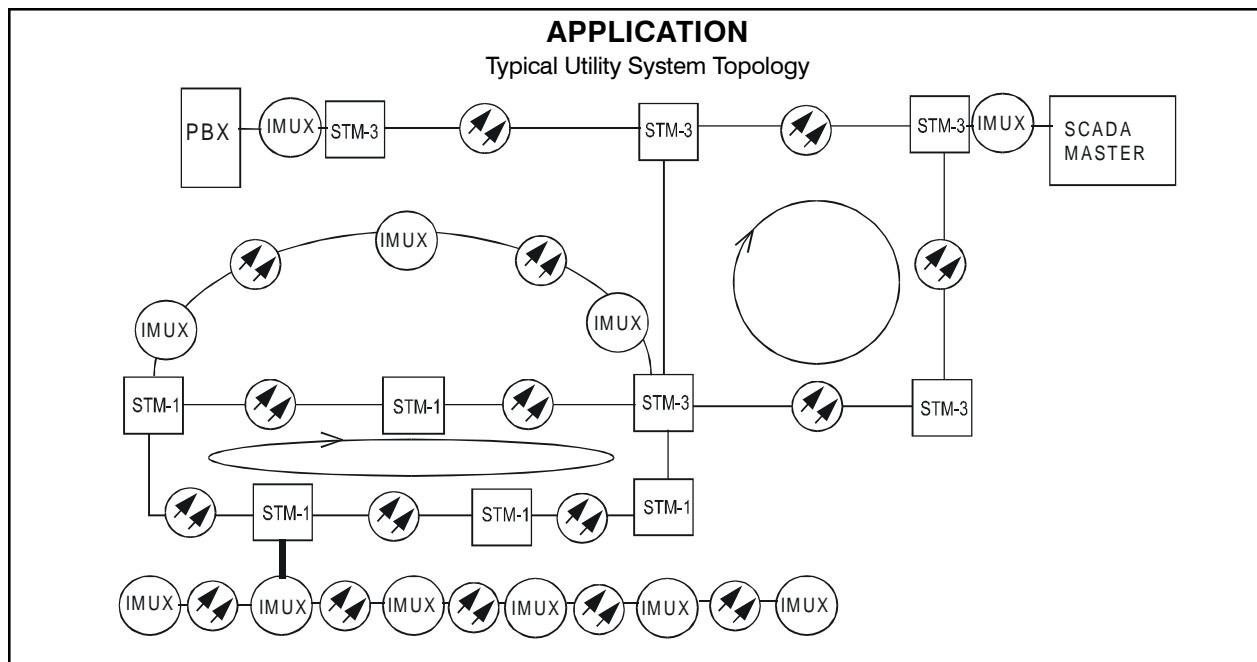 APPLICATION
Typical Utility System Topology
PBX
IMUX
STM-3
STM-3
STM-3
IMUX
SCADA
MASTER
IMUX
IMUX
IMUX
STM-1
STM-1
STM-3
STM-3
STM-1
STM-1
STM-1
IMUX
IMUX
IMUX
IMUX
IMUX
IMUX